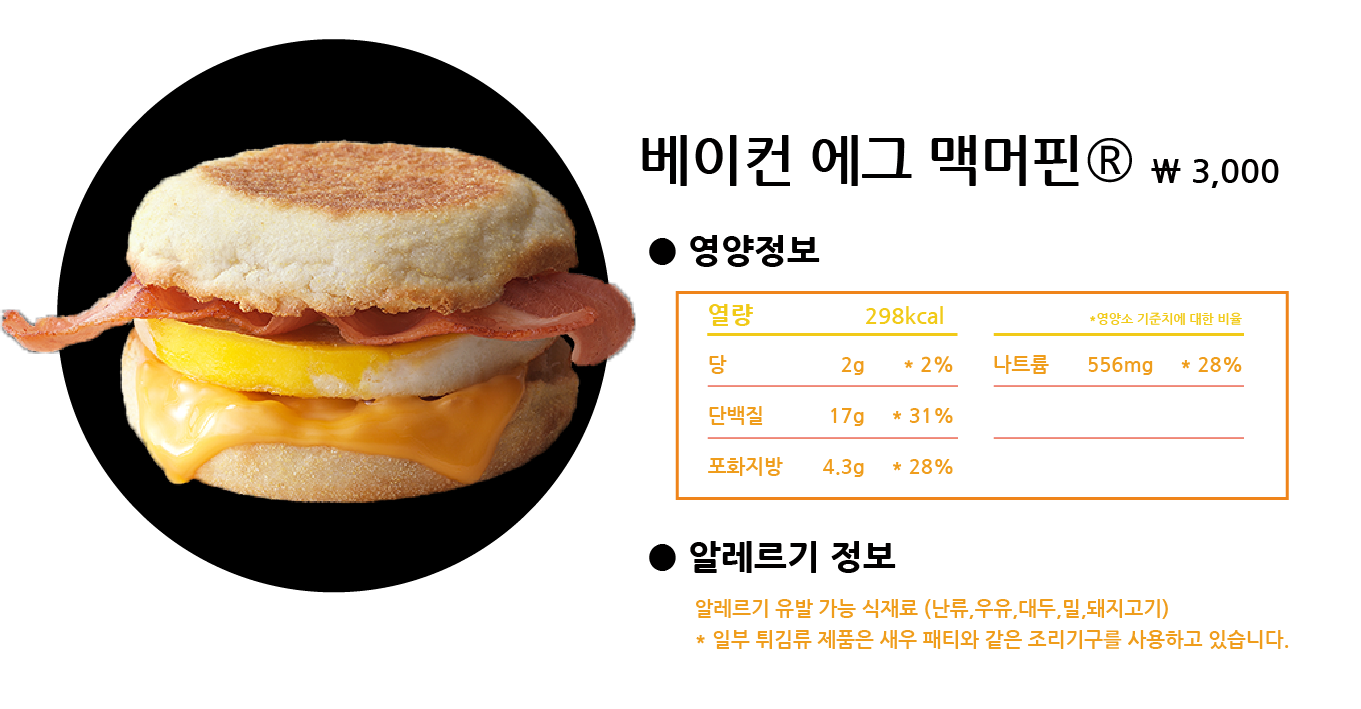 베이컨 에그 맥머핀® ₩ 3,000
● 영양정보
열량 298kcal *영양소 기준치에 대한 비율
당 2g * 2% 나트륨 556mg * 28%
단백질 17g * 31%
포화지방 4.3g * 28%
● 알레르기 정보
알레르기 유발 가능 식재료 (난류,우유,대두,밀,돼지고기)
* 일부 튀김류 제품은 새우 패티와 같은 조리기구를 사용하고 있습니다.